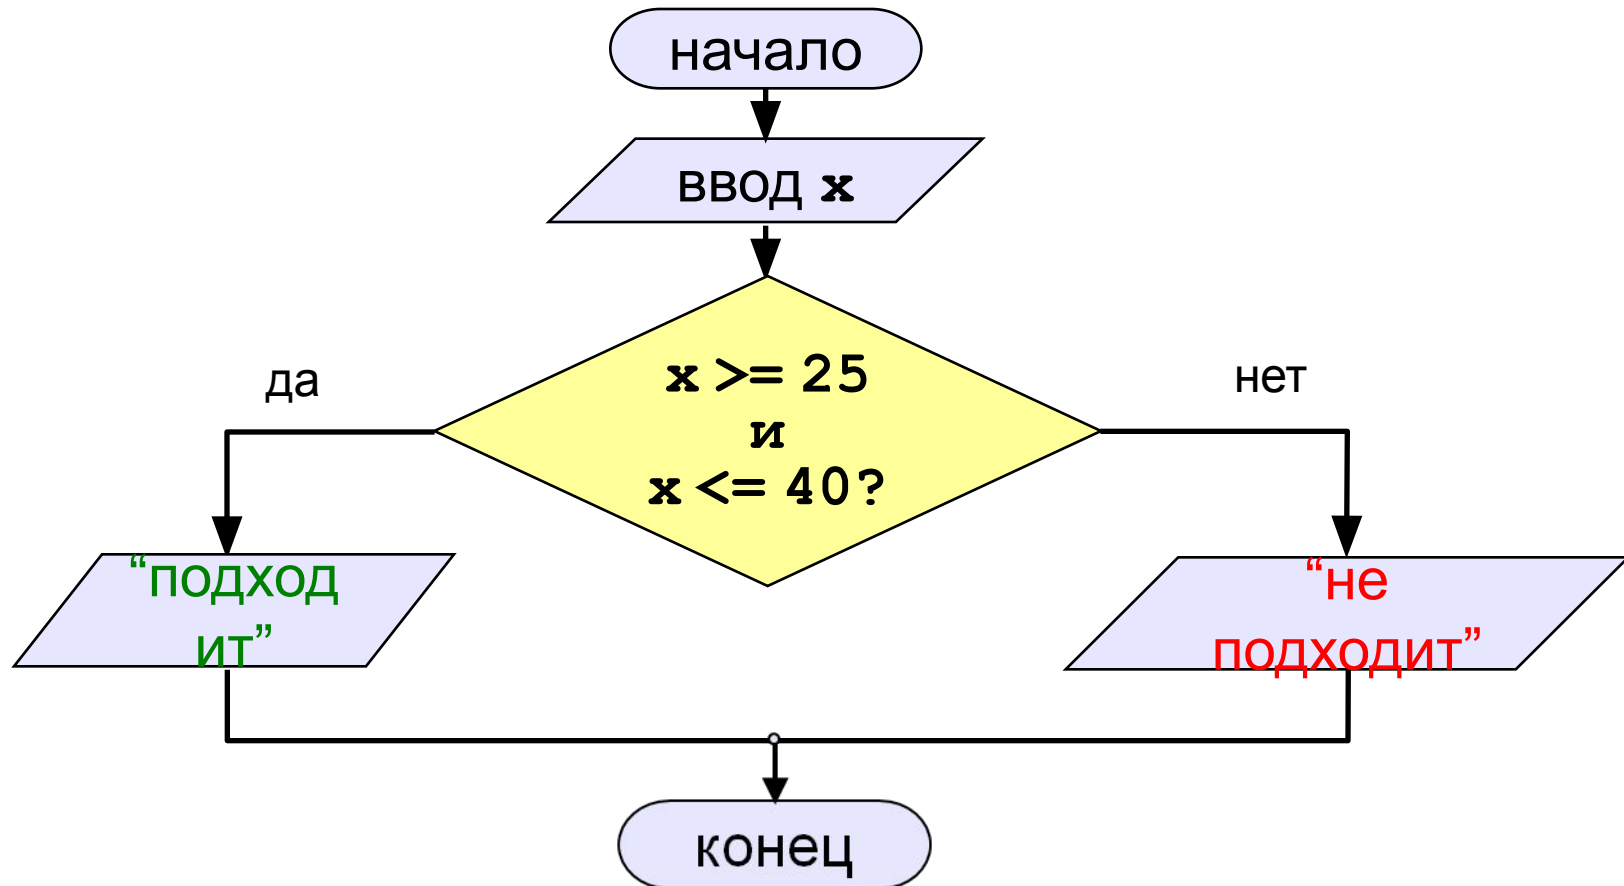 начало
ввод x
x >= 25
и
x <= 40?
да
нет
“подход
ит”
“не
подходит”
конец